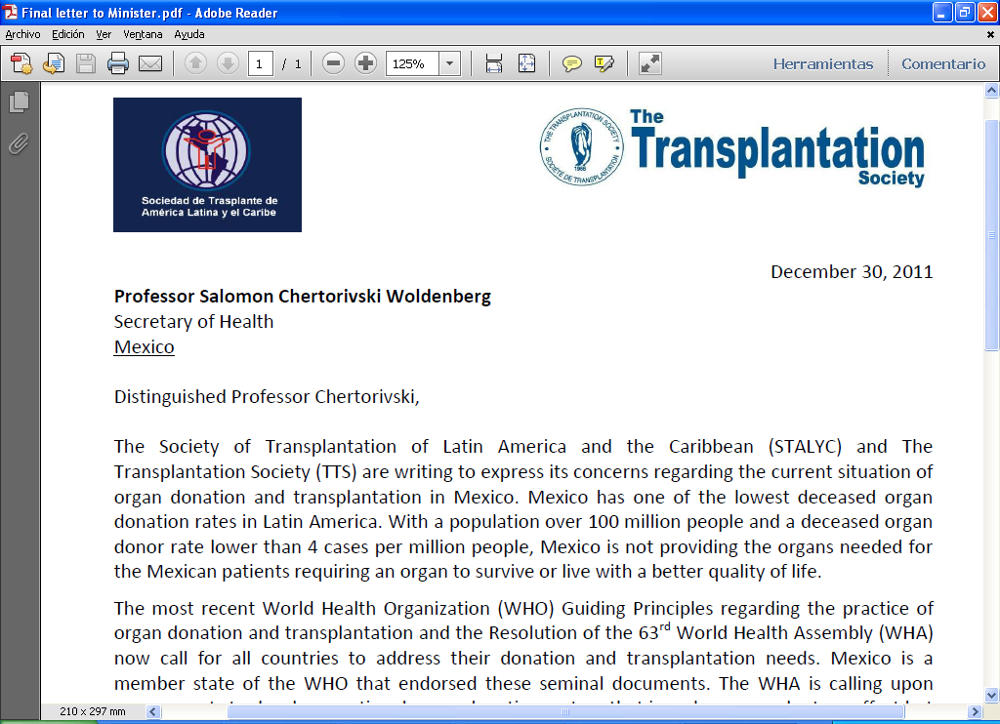 Final letter to Minister.pdf - Adobe Reader
Archivo Edición Ver Ventana Ayuda
1 / 1 125% Herramientas Comentario
Sociedad de Trasplante de
América Latina y el Caribe
THE TRANSPLANTATION SOCIETY
SOCIÉTÉ DE TRANSPLANTATION
1966
The
Transplantation
Society
December 30, 2011
Professor Salomon Chertorivski Woldenberg
Secretary of Health
Mexico
Distinguished Professor Chertorivski,
The Society of Transplantation of Latin America and the Caribbean (STALYC) and The
Transplantation Society (TTS) are writing to express its concerns regarding the current situation of
organ donation and transplantation in Mexico. Mexico has one of the lowest deceased organ
donation rates in Latin America. With a population over 100 million people and a deceased organ
donor rate lower than 4 cases per million people, Mexico is not providing the organs needed for
the Mexican patients requiring an organ to survive or live with a better quality of life.
The most recent World Health Organization (WHO) Guiding Principles regarding the practice of
organ donation and transplantation and the Resolution of the 63rd World Health Assembly (WHA)
now call for all countries to address their donation and transplantation needs. Mexico is a
member state of the WHO that endorsed these seminal documents. The WHA is calling upon
210 x 297 mm